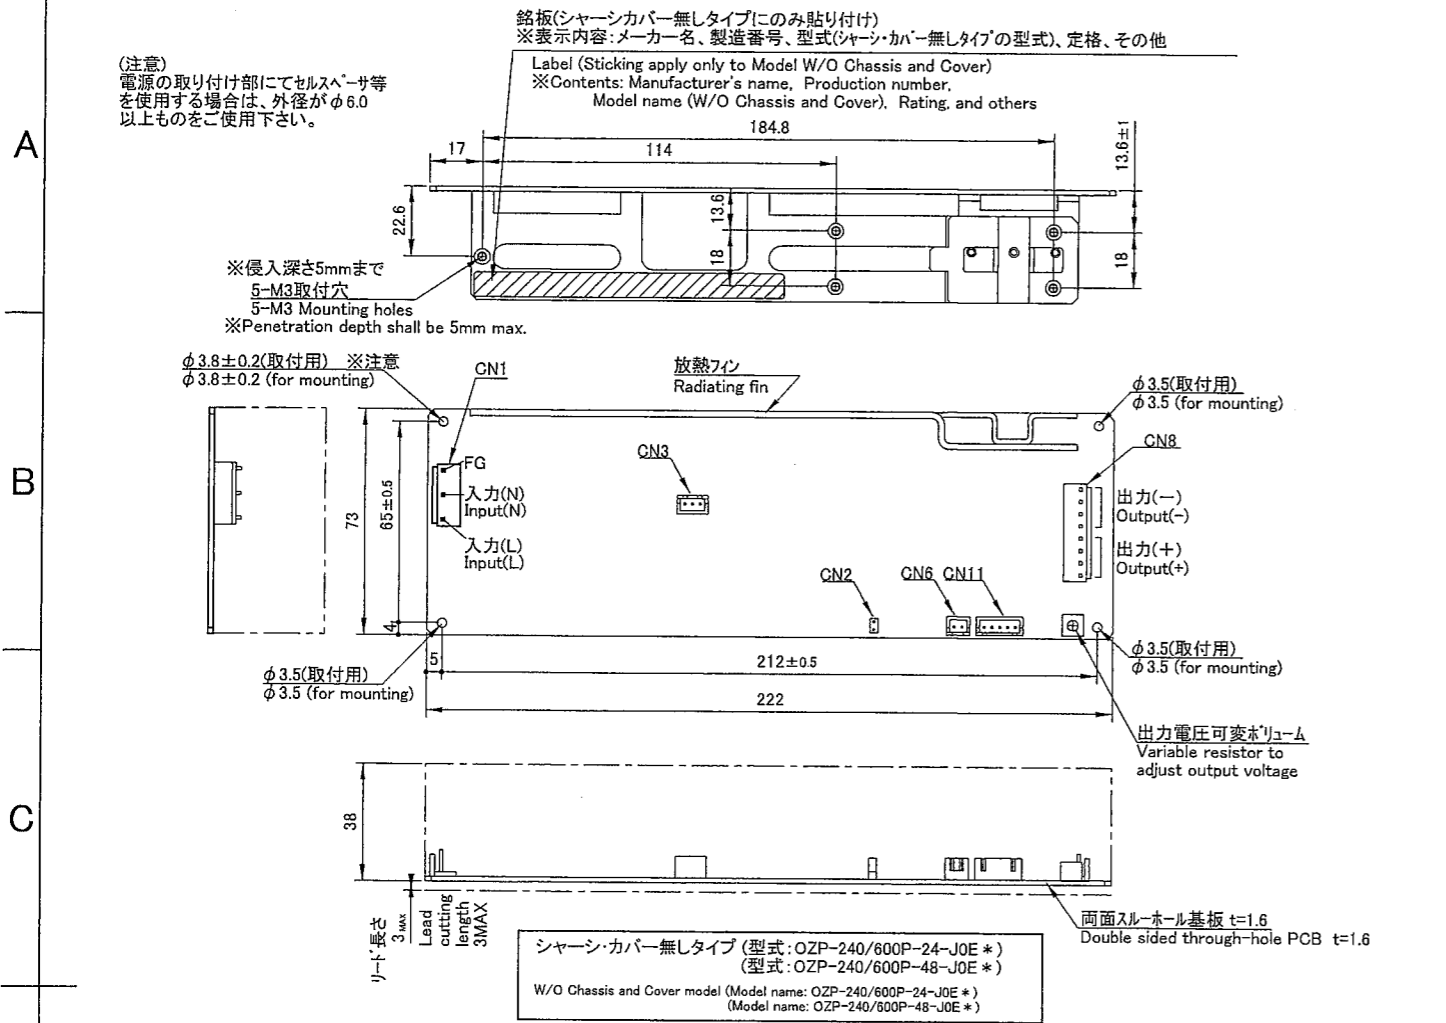 銘板(シャーシカバー無しタイプにのみ貼り付け)
※表示内容:メーカー名、製造番号、型式(シャーシ・カバー無しタイプの型式)、定格、その他
Label (Sticking apply only to Model W/O Chassis and Cover)
※Contents: Manufacturer's name, Production number,
Model name (W/O Chassis and Cover), Rating, and others
(注意)
電源の取り付け部にてセルスペーサ等
を使用する場合は、外径がφ6.0
以上ものをご使用下さい。
A
184.8
17
114
13.6±1
22.6
13.6
18
18
※侵入深さ5mmまで
5-M3取付穴
5-M3 Mounting holes
※Penetration depth shall be 5mm max.
φ3.8±0.2(取付用) ※注意
φ3.8±0.2 (for mounting)
CN1
放熱フィン
Radiating fin
φ3.5(取付用)
φ3.5 (for mounting)
B
CN3
CN8
FG
入力(N)
Input(N)
入力(L)
Input(L)
出力(−)
Output(-)
出力(+)
Output(+)
73
65±0.5
4
CN2
CN6
CN11
5
212±0.5
222
φ3.5(取付用)
φ3.5 (for mounting)
φ3.5(取付用)
φ3.5 (for mounting)
出力電圧可変ボリューム
Variable resistor to
adjust output voltage
C
38
リード長さ
3 MAX
Lead
cutting
length
3MAX
両面スルーホール基板 t=1.6
Double sided through-hole PCB t=1.6
シャーシ・カバー無しタイプ (型式:OZP-240/600P-24-J0E*)
(型式:OZP-240/600P-48-J0E*)
W/O Chassis and Cover model (Model name: OZP-240/600P-24-J0E*)
(Model name: OZP-240/600P-48-J0E*)